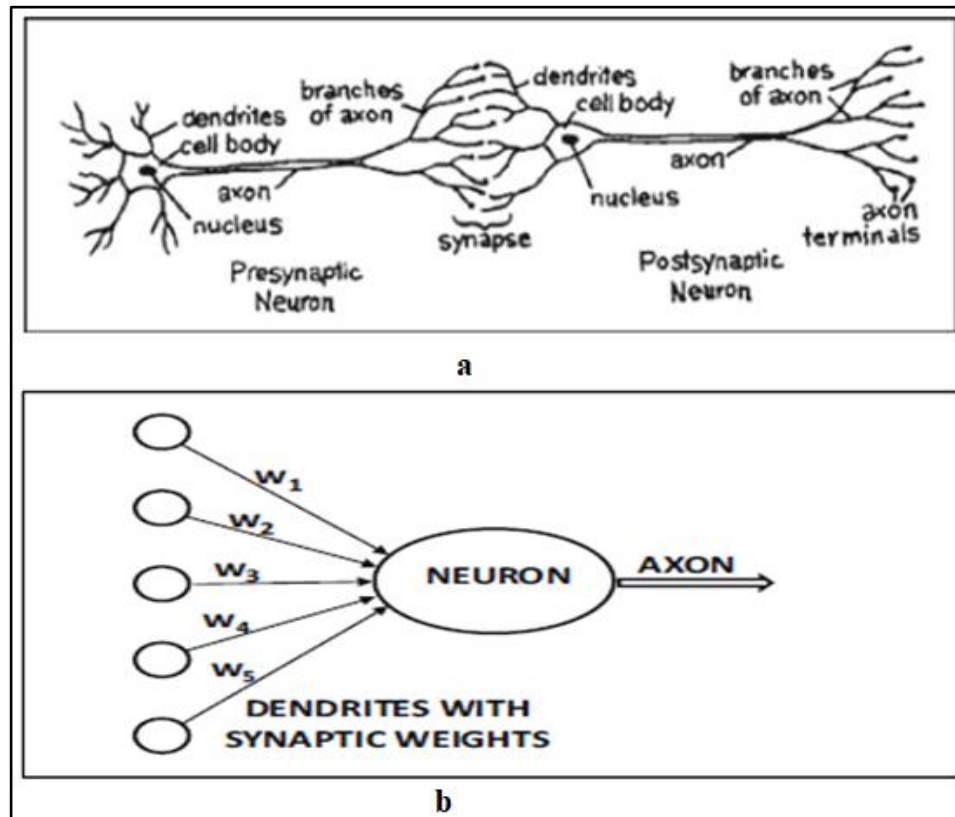 dendrites
cell body
axon
nucleus
Presynaptic
Neuron
branches
of axon
synapse
dendrites
cell body
axon
nucleus
Postsynaptic
Neuron
branches
of axon
axon
terminals
a
W1
W2
W3
W4
W5
NEURON
AXON
DENDRITES WITH
SYNAPTIC WEIGHTS
b